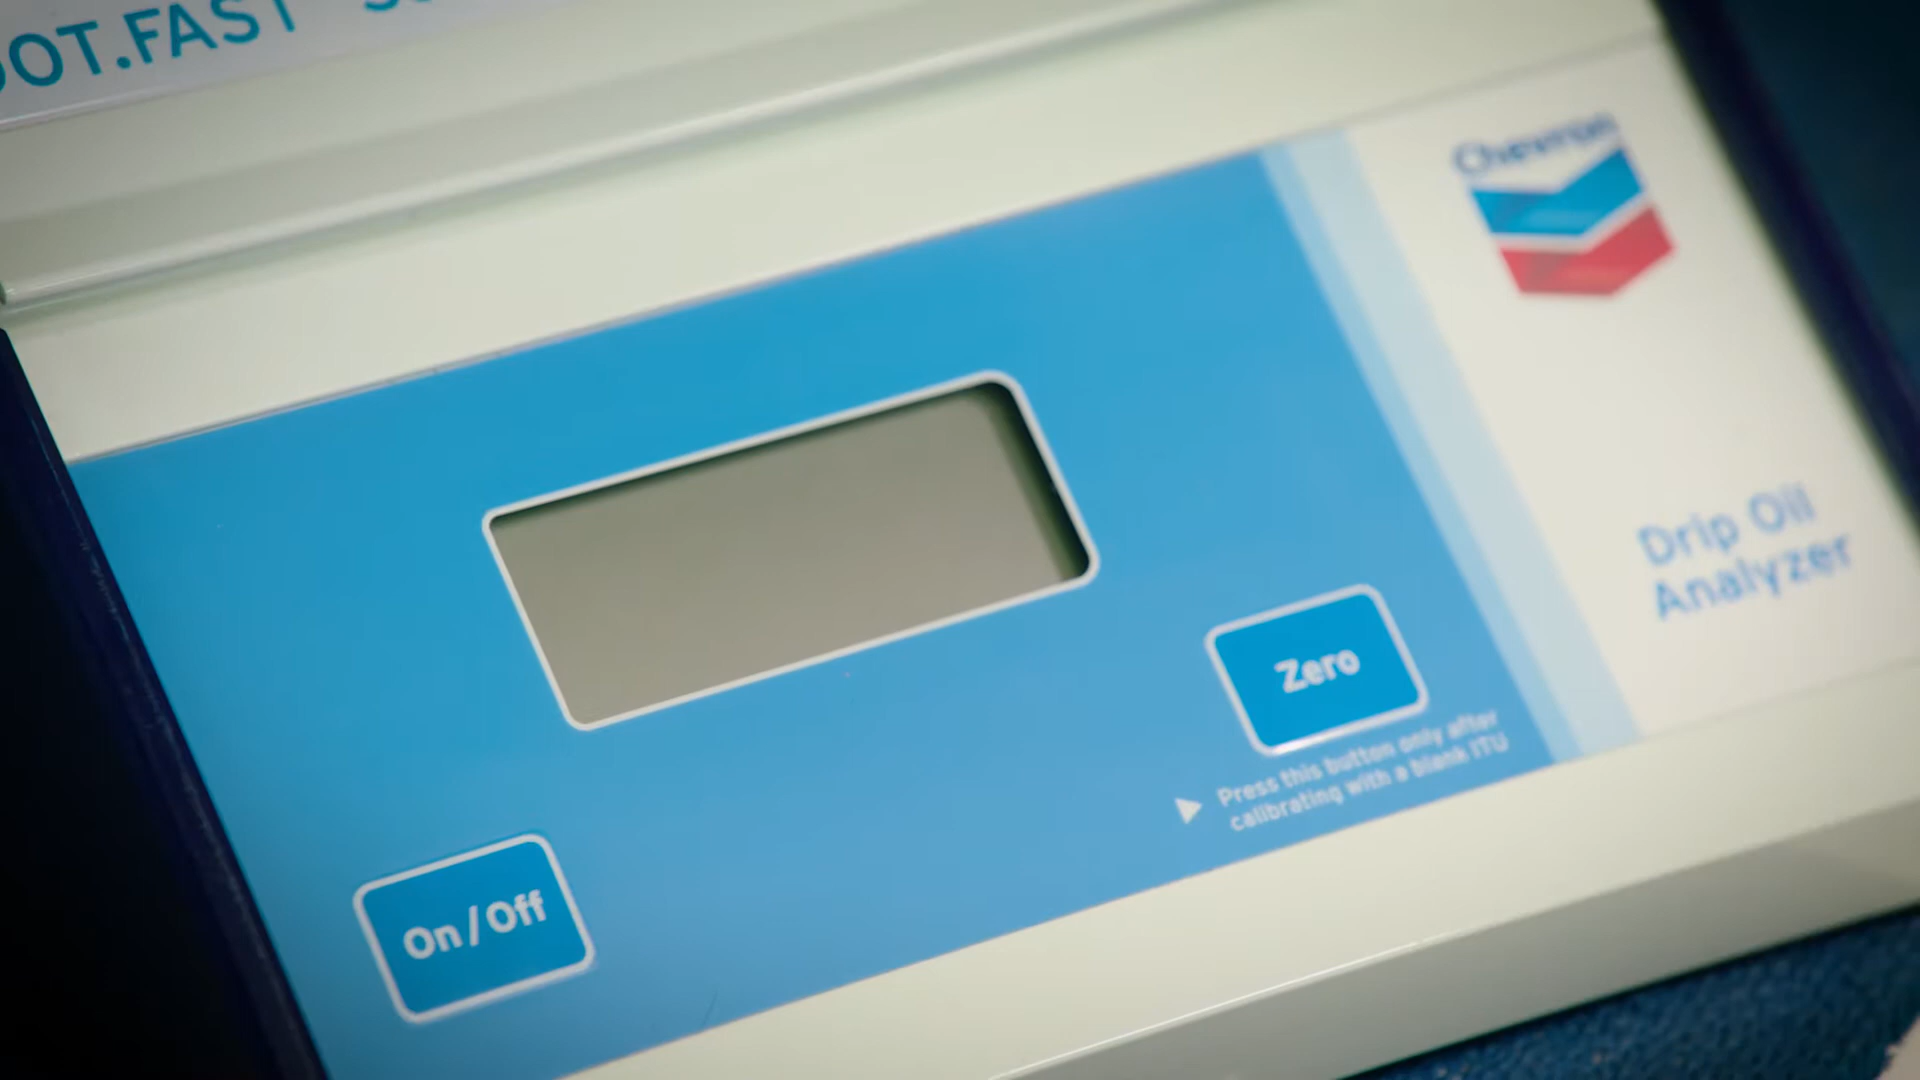 OT.FAST
Chevron
Drip Oil
Analyzer
Zero
Press this button only after
calibrating with a blank ITU
On/Off